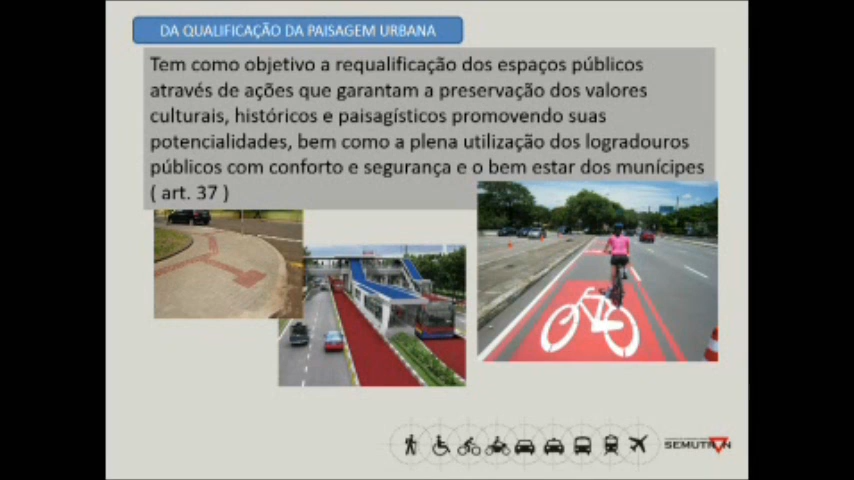 DA QUALIFICAÇÃO DA PAISAGEM URBANA
Tem como objetivo a requalificação dos espaços públicos
através de ações que garantam a preservação dos valores
culturais, históricos e paisagísticos promovendo suas
potencialidades, bem como a plena utilização dos logradouros
públicos com conforto e segurança e o bem estar dos munícipes
( art. 37 )
SEMUTRAN